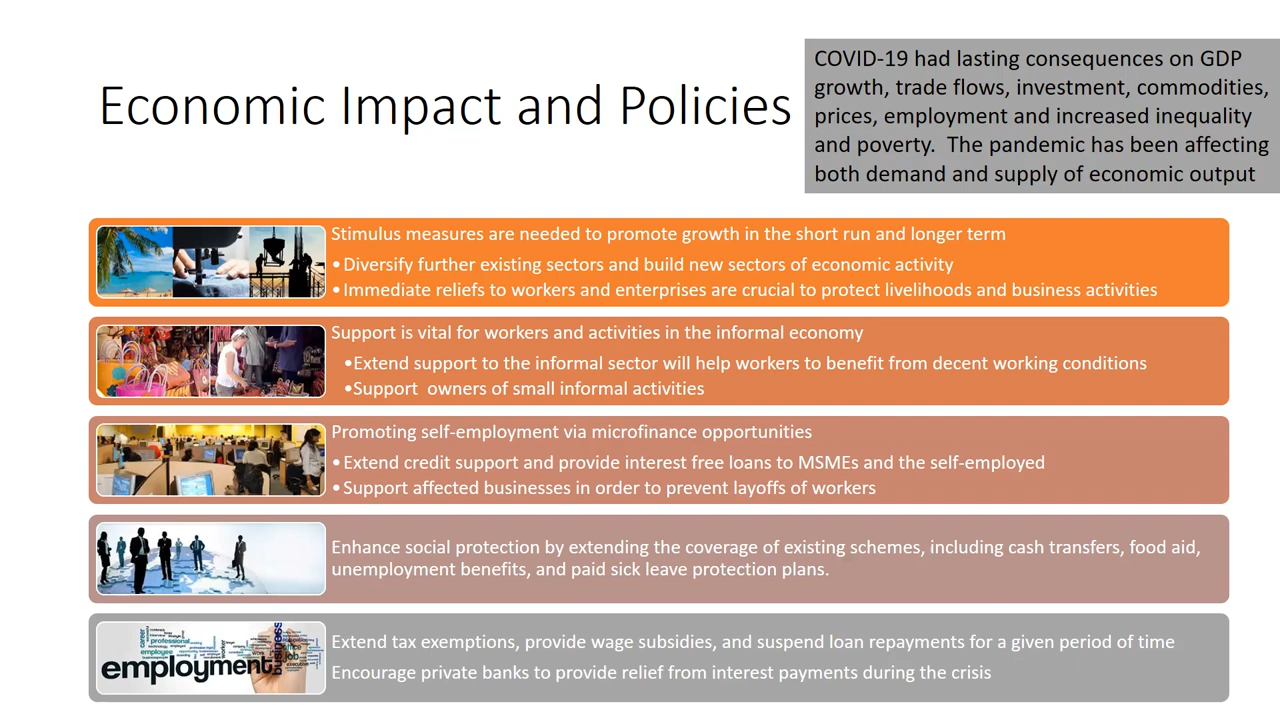 Economic Impact and Policies
COVID-19 had lasting consequences on GDP
growth, trade flows, investment, commodities,
prices, employment and increased inequality
and poverty.  The pandemic has been affecting
both demand and supply of economic output
Stimulus measures are needed to promote growth in the short run and longer term
•Diversify further existing sectors and build new sectors of economic activity
•Immediate reliefs to workers and enterprises are crucial to protect livelihoods and business activities
Support is vital for workers and activities in the informal economy
•Extend support to the informal sector will help workers to benefit from decent working conditions
•Support  owners of small informal activities
Promoting self-employment via microfinance opportunities
•Extend credit support and provide interest free loans to MSMEs and the self-employed
•Support affected businesses in order to prevent layoffs of workers
Enhance social protection by extending the coverage of existing schemes, including cash transfers, food aid,
unemployment benefits, and paid sick leave protection plans.
career
professional
employee
employment
business
office
job
Extend tax exemptions, provide wage subsidies, and suspend loan repayments for a given period of time
Encourage private banks to provide relief from interest payments during the crisis